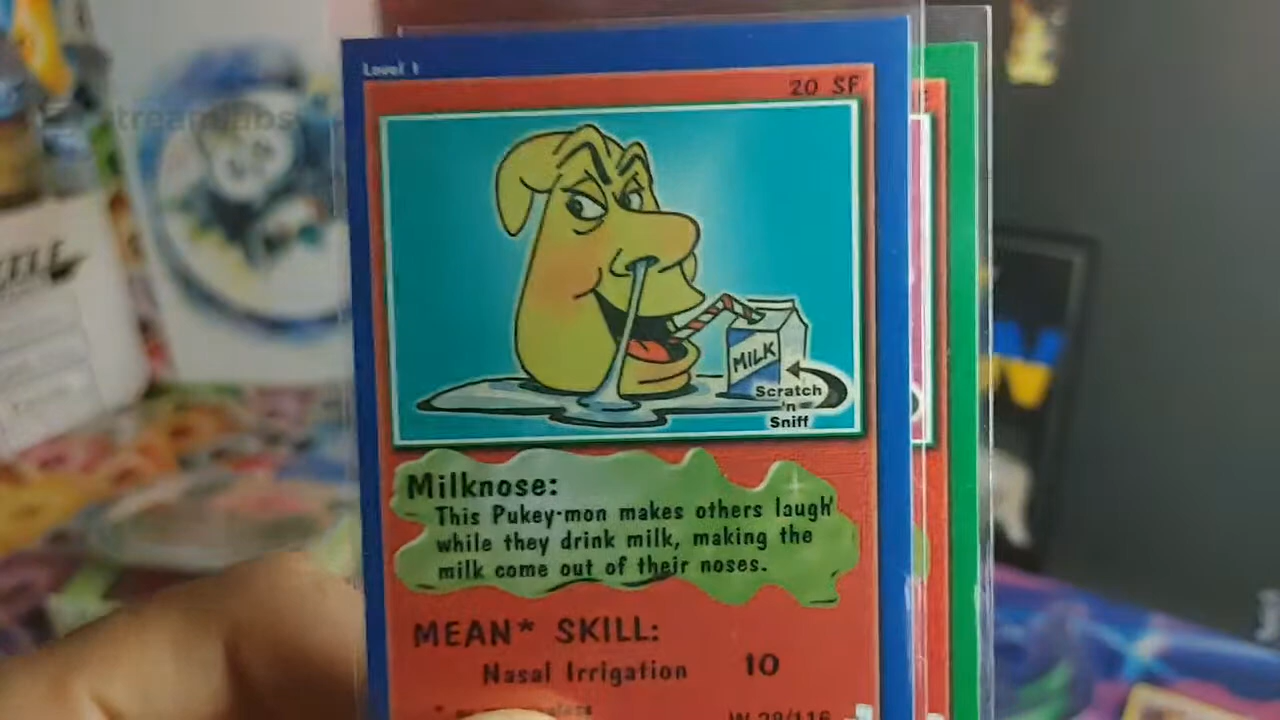 Level 1
20 SF
MILK
Scratch
'n
Sniff
Milknose:
This Pukey-mon makes others laugh
while they drink milk, making the
milk come out of their noses.
MEAN* SKILL:
Nasal Irrigation 10